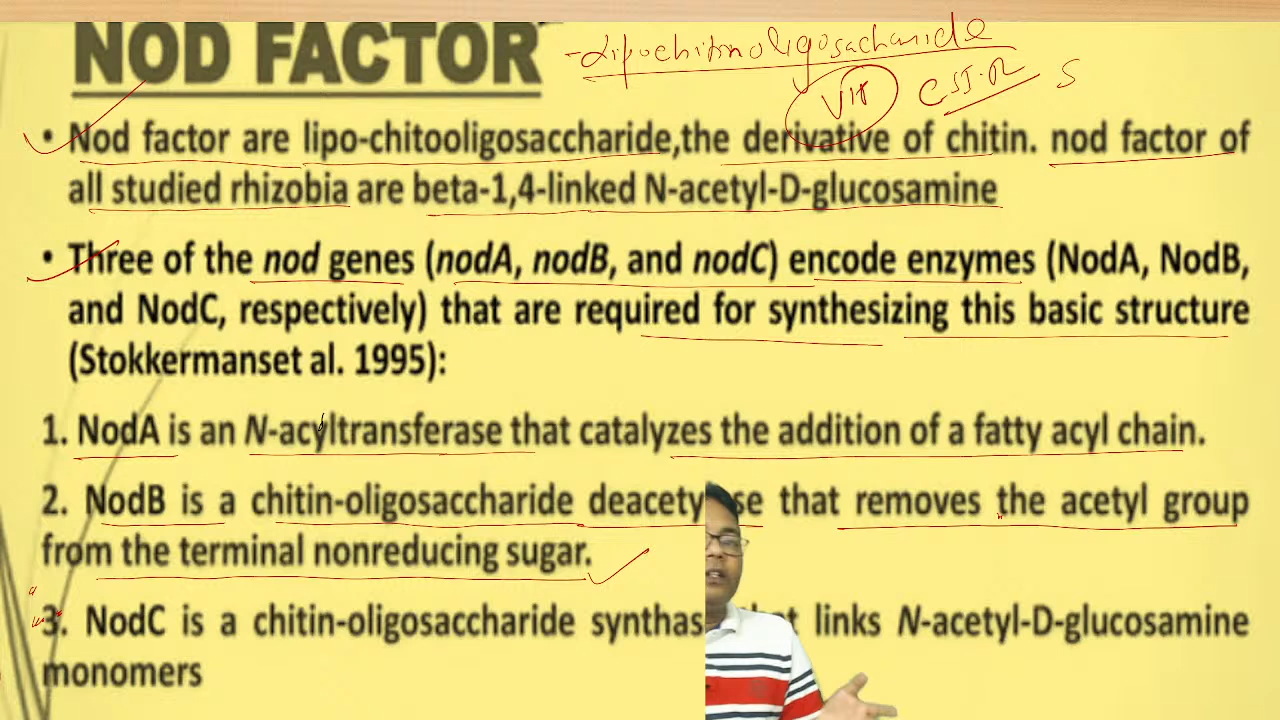 NOD FACTOR
-Lipochitinoligosacharide
VIT
CSIR
S
• Nod factor are lipo-chitooligosaccharide,the derivative of chitin. nod factor of
all studied rhizobia are beta-1,4-linked N-acetyl-D-glucosamine
• Three of the nod genes (nodA, nodB, and nodC) encode enzymes (NodA, NodB,
and NodC, respectively) that are required for synthesizing this basic structure
(Stokkermanset al. 1995):
1. NodA is an N-acyltransferase that catalyzes the addition of a fatty acyl chain.
2. NodB is a chitin-oligosaccharide deacety se that removes the acetyl group
from the terminal nonreducing sugar.
3. NodC is a chitin-oligosaccharide synthas t links N-acetyl-D-glucosamine
monomers